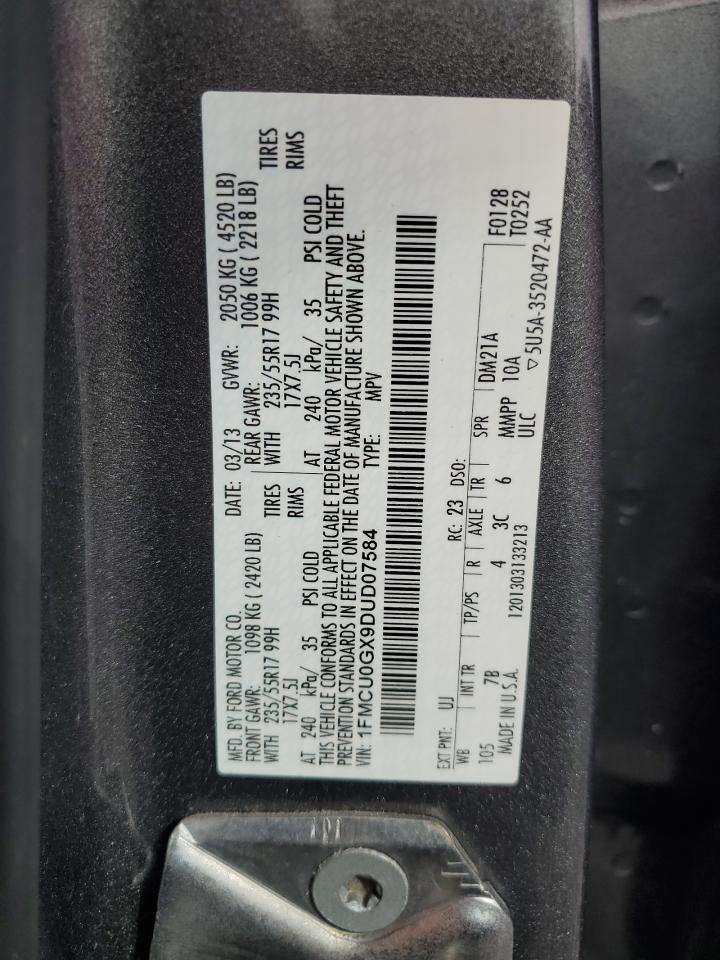 MFD. BY FORD MOTOR CO. DATE: 03/13 GVWR: 2050 KG ( 4520 LB)
FRONT GAWR: 1098 KG ( 2420 LB) REAR GAWR: 1006 KG ( 2218 LB)
WITH 235/55R17 99H TIRES WITH 235/55R17 99H TIRES
17X7.5J RIMS 17X7.5J RIMS
AT 240 kPa/ 35 PSI COLD AT 240 kPa/ 35 PSI COLD
THIS VEHICLE CONFORMS TO ALL APPLICABLE FEDERAL MOTOR VEHICLE SAFETY AND THEFT
PREVENTION STANDARDS IN EFFECT ON THE DATE OF MANUFACTURE SHOWN ABOVE.
VIN: 1FMCU0GX9DUD07584 TYPE: MPV
EXT PNT: UJ RC: 23 DSO:
WB INT TR TP/PS R AXLE TR SPR DM21A F0128
105 7B 4 3C 6 MMPP 10A T0252
ULC
MADE IN U.S.A. 1201303133213 ▽5U5A-3520472-AA